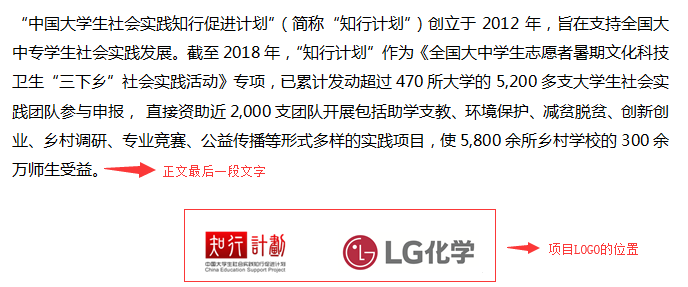 “中国大学生社会实践知行促进计划”（简称“知行计划”）创立于 2012 年，旨在支持全国大
中专学生社会实践发展。截至 2018 年，“知行计划”作为《全国大中学生志愿者暑期文化科技
卫生“三下乡”社会实践活动》专项，已累计发动超过 470 所大学的 5,200 多支大学生社会实
践团队参与申报， 直接资助近 2,000 支团队开展包括助学支教、环境保护、减贫脱贫、创新创
业、乡村调研、专业竞赛、公益传播等形式多样的实践项目，使 5,800 余所乡村学校的 300 余
万师生受益。
正文最后一段文字
知行計劃
中国大学生社会实践知行促进计划
China Education Support Project
LG化学
项目LOGO的位置